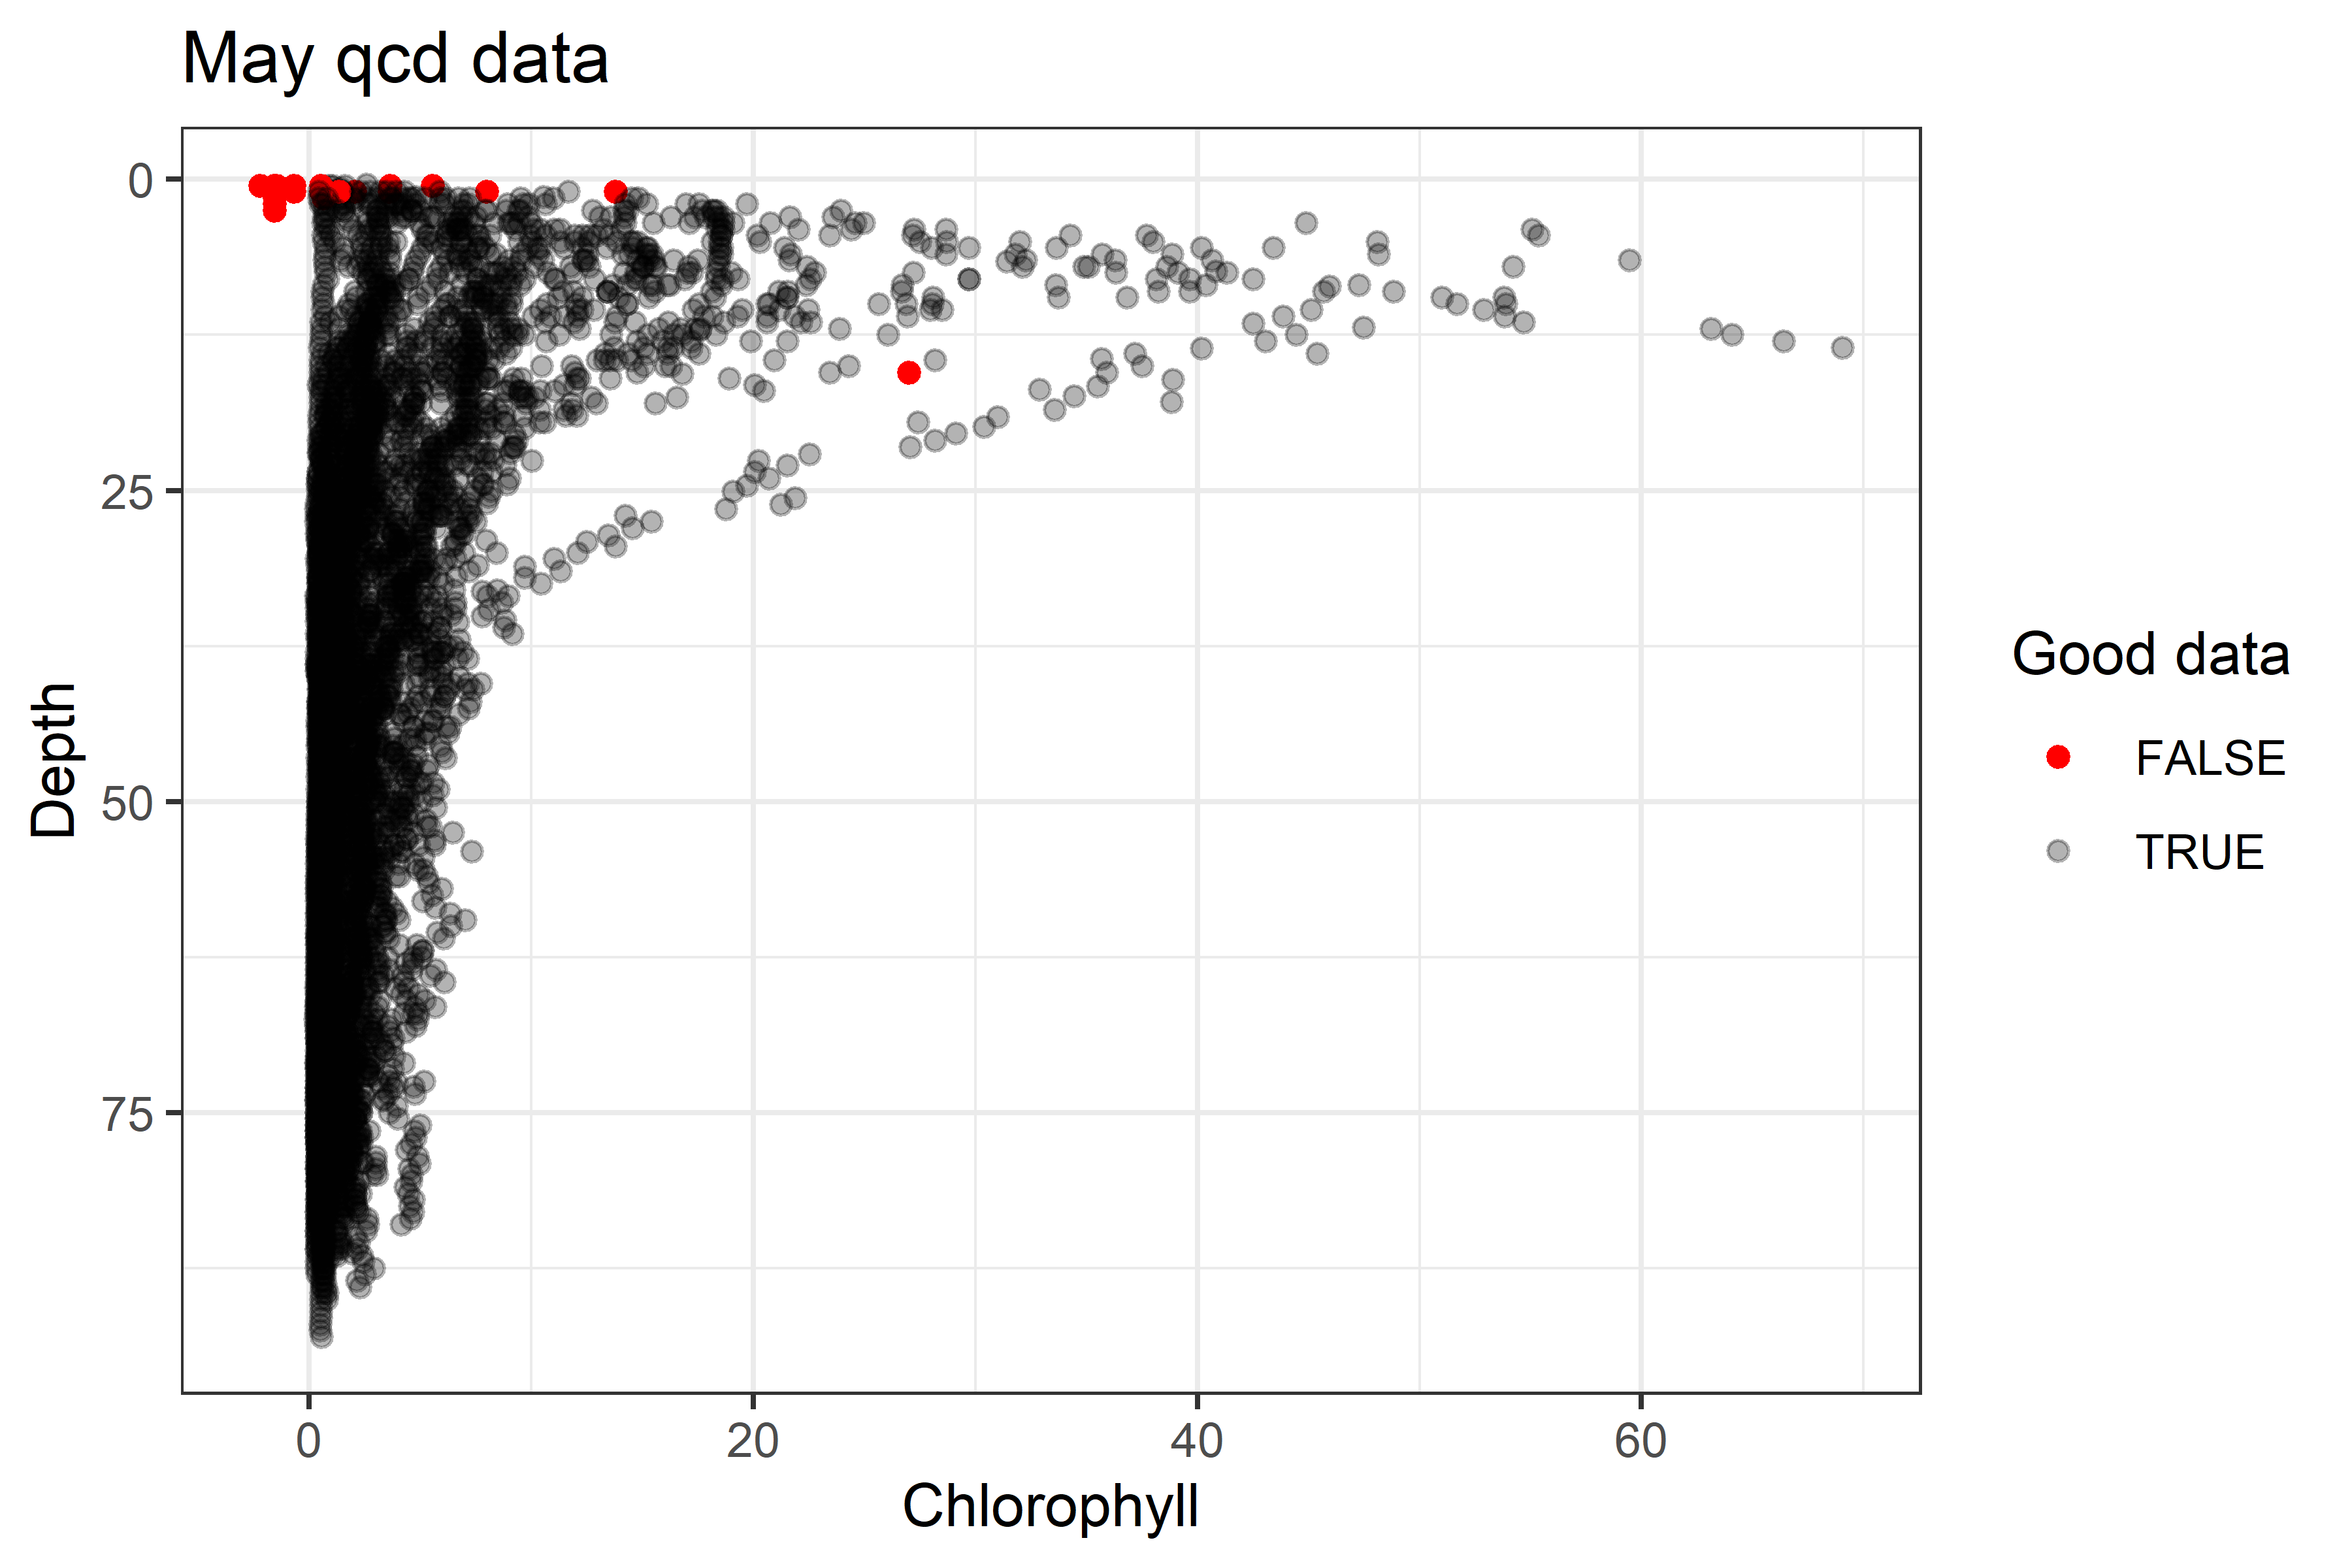 May qcd data
0
25
50
75
Depth
0 20 40 60
Chlorophyll
Good data
FALSE
TRUE